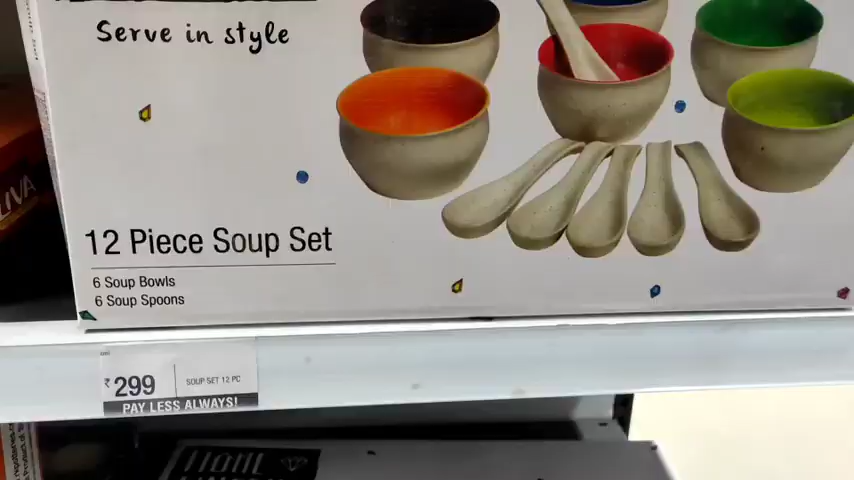 Serve in style
12 Piece Soup Set
6 Soup Bowls
6 Soup Spoons
₹299
SOUP SET 12 PC
PAY LESS ALWAYS!